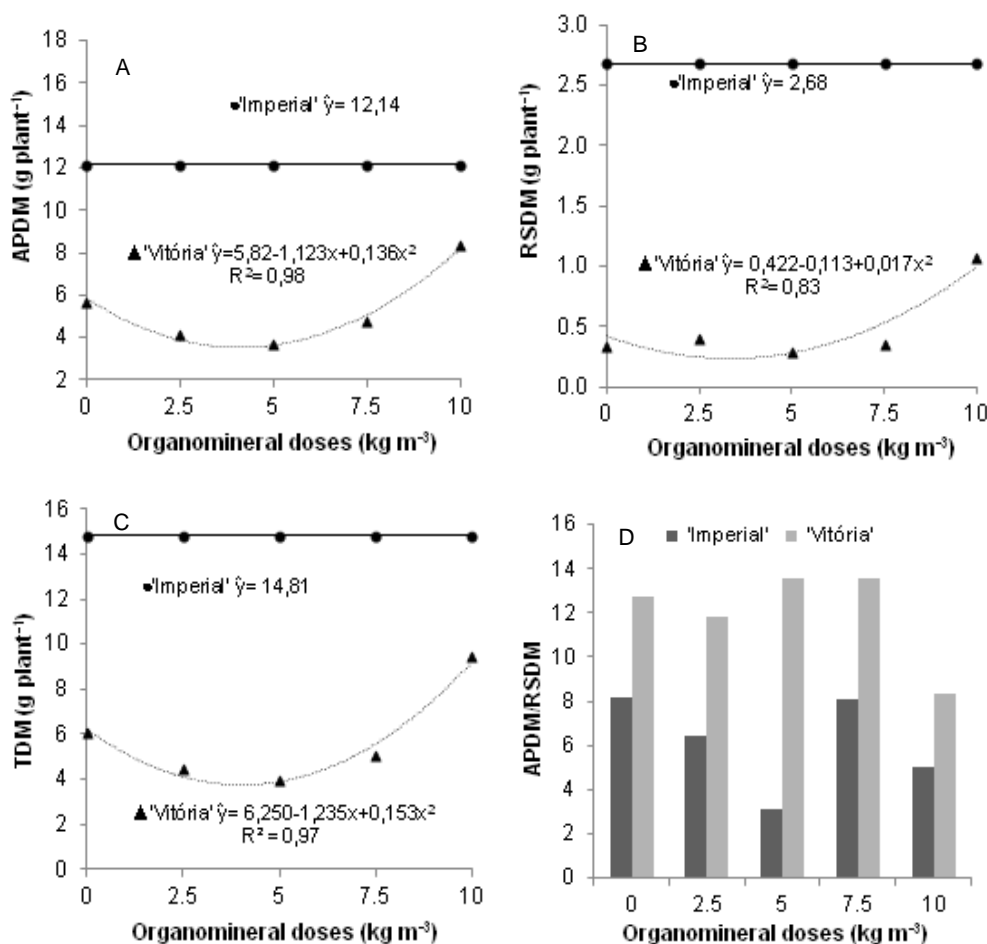 A
APDM (g plant⁻¹)
18
16
14
12
10
8
6
4
2
'Imperial' ŷ= 12,14
'Vitória' ŷ=5,82-1,123x+0,136x²
R²= 0,98
0 2.5 5 7.5 10
Organomineral doses (kg m⁻³)
B
RSDM (g plant⁻¹)
3.0
2.5
2.0
1.5
1.0
0.5
0.0
'Imperial' ŷ = 2,68
'Vitória' ŷ = 0,422-0,113+0,017x²
R²= 0,83
0 2.5 5 7.5 10
Organomineral doses (kg m⁻³)
C
TDM (g plant⁻¹)
16
14
12
10
8
6
4
2
0
'Imperial' ŷ = 14,81
'Vitória' ŷ= 6,250-1,235x+0,153x²
R² = 0,97
0 2.5 5 7.5 10
Organomineral doses (kg m⁻³)
D
'Imperial' 'Vitória'
APDM/RSDM
16
14
12
10
8
6
4
2
0
0 2.5 5 7.5 10
Organomineral doses (kg m⁻³)